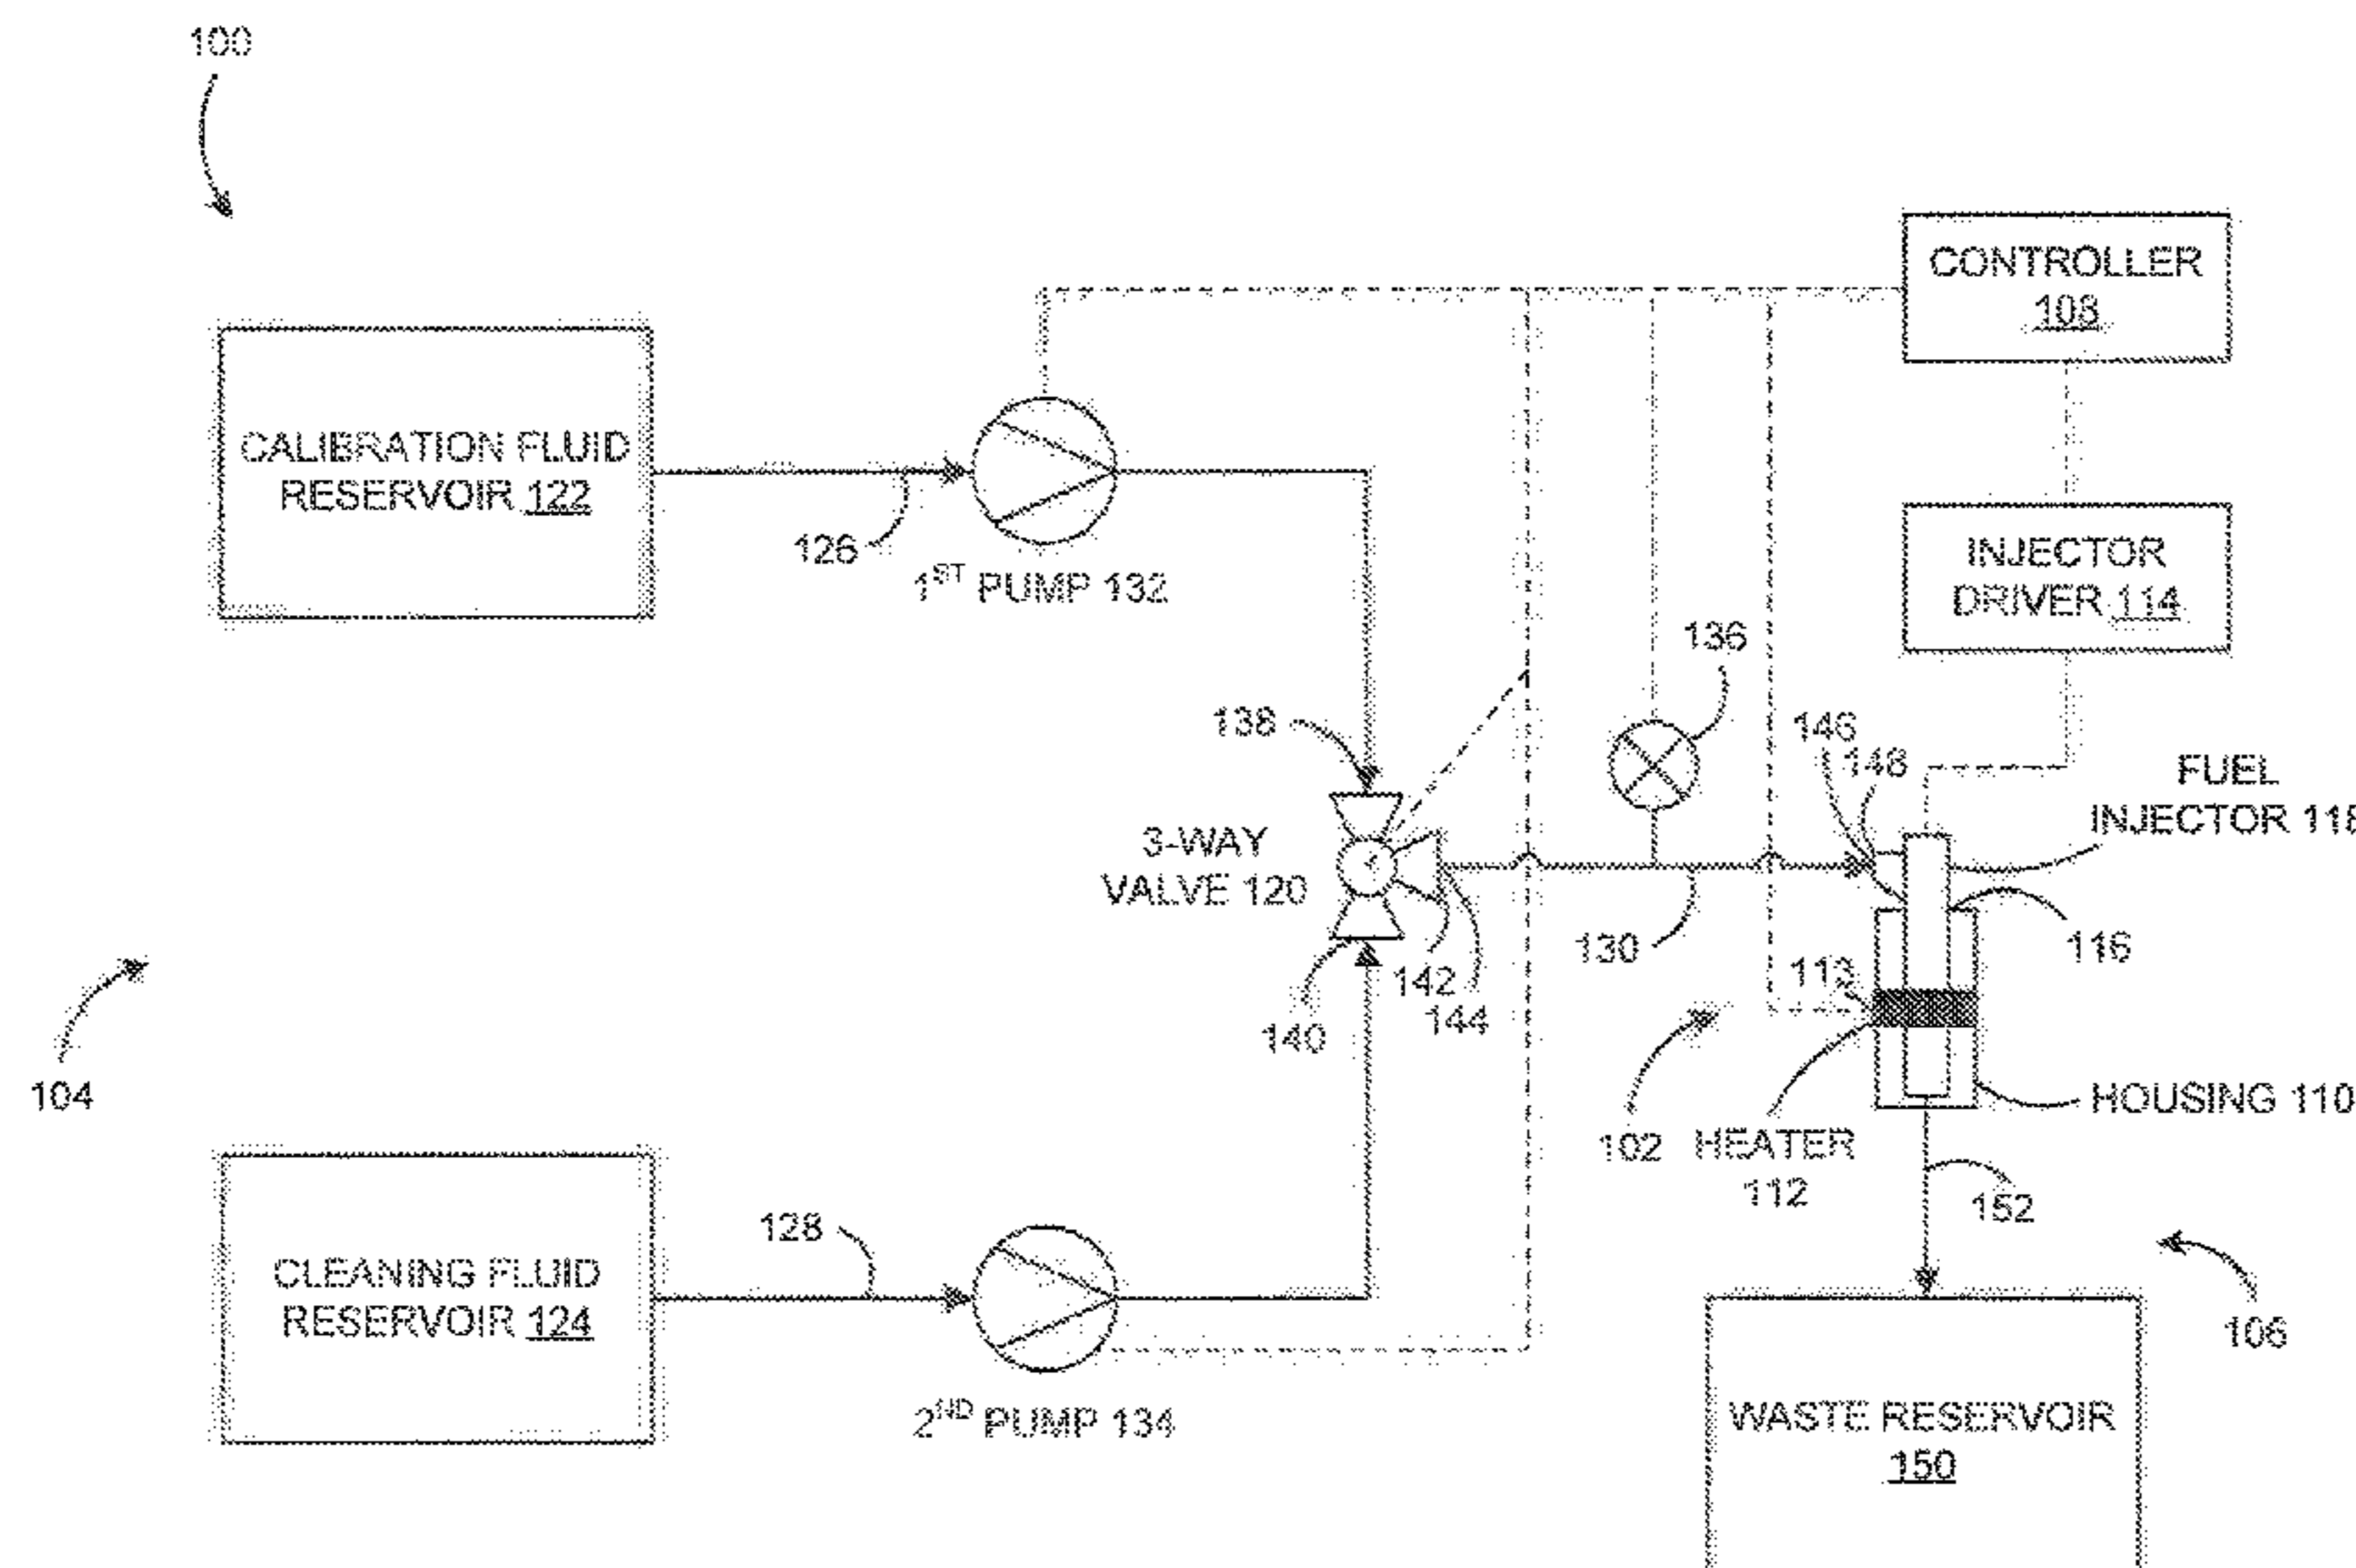 100
CONTROLLER
108
CALIBRATION FLUID
RESERVOIR 122
126
1ST PUMP 132
INJECTOR
DRIVER 114
136
138
146
148
FUEL
INJECTOR 118
3-WAY
VALVE 120
130
116
142
144
113
140
104
HOUSING 110
102
HEATER
112
152
128
CLEANING FLUID
RESERVOIR 124
106
2ND PUMP 134
WASTE RESERVOIR
150